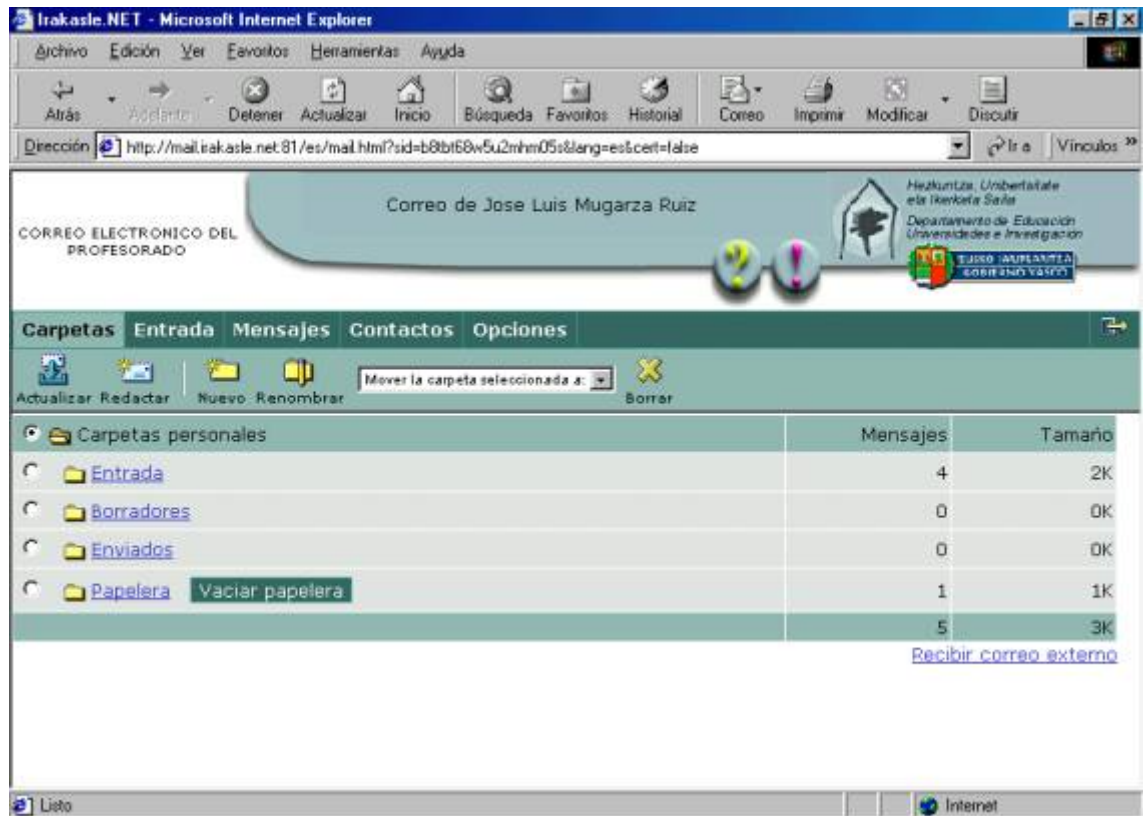 Irakasle.NET - Microsoft Internet Explorer
Archivo Edición Ver Favoritos Herramientas Ayuda
Atrás Adelante Detener Actualizar Inicio Búsqueda Favoritos Historial Correo Imprimir Modificar Discutir
Dirección http://mail.irakasle.net:81/es/mail.html?sid=b8tbt68w5u2mhm05s&lang=es&cert=false Ir a Vínculos »
CORREO ELECTRONICO DEL
PROFESORADO
Correo de Jose Luis Mugarza Ruiz
Hezkuntza, Unibertsitate
eta Ikerketa Saila
Departamento de Educación
Universidades e Investigación
EUSKO JAURLARITZA
GOBIERNO VASCO
Carpetas Entrada Mensajes Contactos Opciones
Actualizar Redactar Nuevo Renombrar Mover la carpeta seleccionada a: Borrar
Carpetas personales Mensajes Tamaño
Entrada 4 2K
Borradores 0 0K
Enviados 0 0K
Papelera Vaciar papelera 1 1K
5 3K
Recibir correo externo
Listo Internet